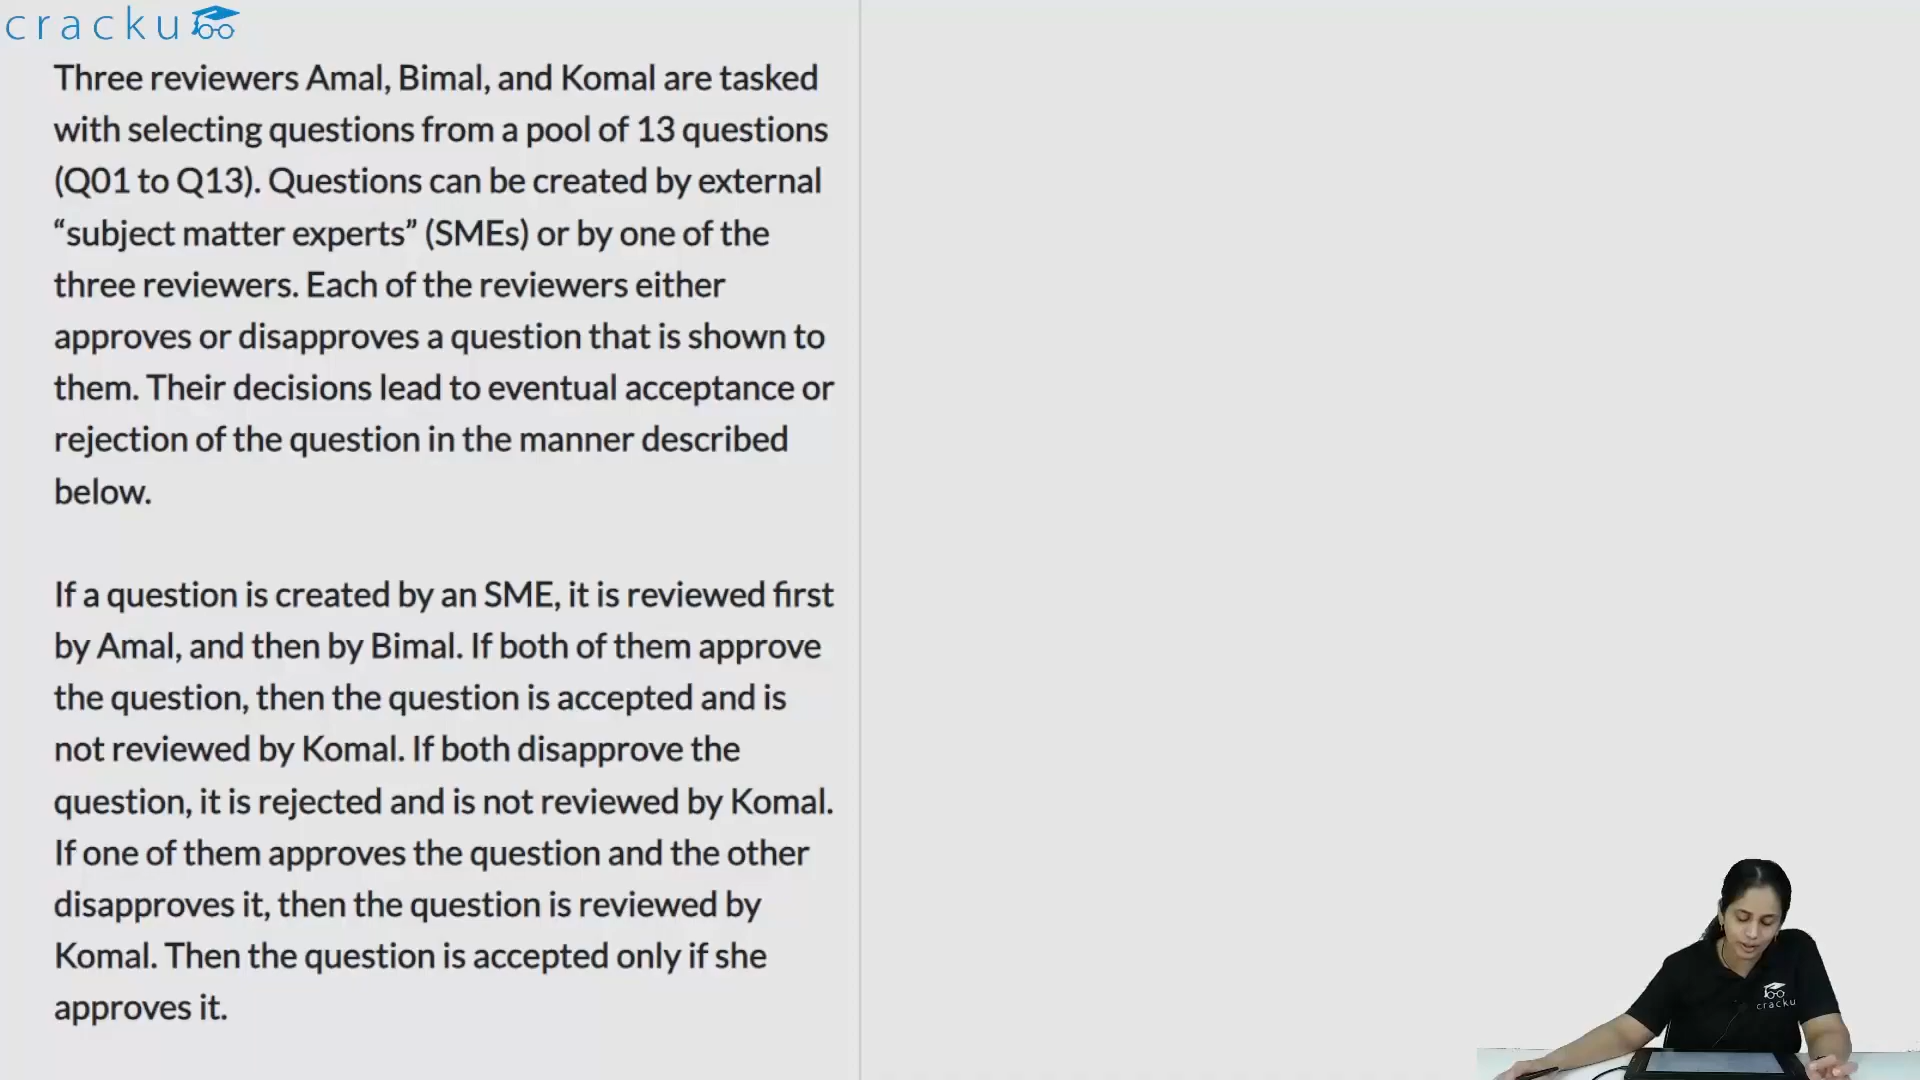 cracku
Three reviewers Amal, Bimal, and Komal are tasked
with selecting questions from a pool of 13 questions
(Q01 to Q13). Questions can be created by external
“subject matter experts” (SMEs) or by one of the
three reviewers. Each of the reviewers either
approves or disapproves a question that is shown to
them. Their decisions lead to eventual acceptance or
rejection of the question in the manner described
below.
If a question is created by an SME, it is reviewed first
by Amal, and then by Bimal. If both of them approve
the question, then the question is accepted and is
not reviewed by Komal. If both disapprove the
question, it is rejected and is not reviewed by Komal.
If one of them approves the question and the other
disapproves it, then the question is reviewed by
Komal. Then the question is accepted only if she
approves it.
cracku